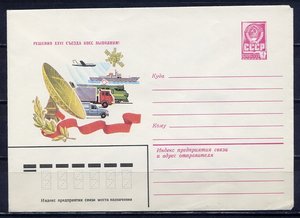 РЕШЕНИЯ XXVI СЪЕЗДА КПСС ВЫПОЛНИМ!
СССР
Куда
Кому
Индекс предприятия связи
и адрес отправителя
Индекс предприятия связи места назначения